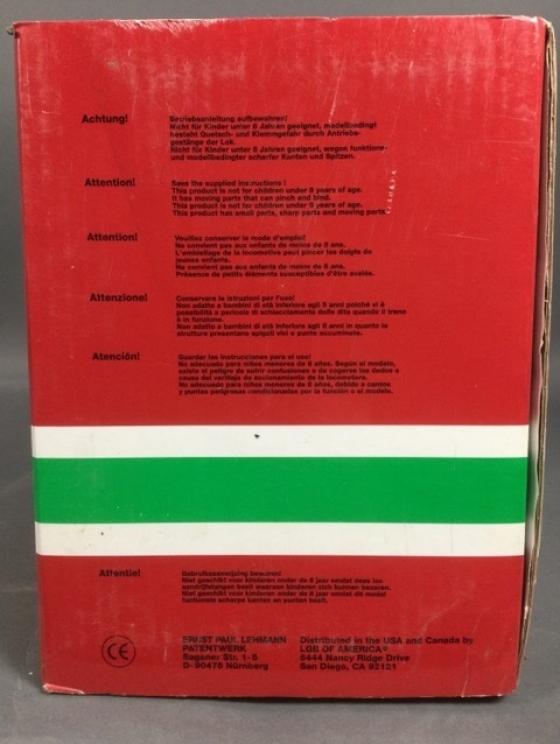 Achtung!
Betriebsanleitung aufbewahren!
Nicht für Kinder unter 8 Jahren geeignet, modellbedingt
besteht Quetsch- und Klemmgefahr durch Antriebs-
gestänge der Lok.
Nicht für Kinder unter 8 Jahren geeignet, wegen funktions-
und modellbedingter scharfer Kanten und Spitzen.
Attention!
Save the supplied instructions !
This product is not for children under 8 years of age.
It has moving parts that can pinch and bind.
This product is not for children under 8 years of age.
This product has small parts, sharp parts and moving parts
Attention!
Veuillez conserver le mode d'emploi!
Ne convient pas aux enfants de moins de 8 ans.
L'embiellage de la locomotive peut pincer les doigts de
jeunes enfants.
Ne convient pas aux enfants de moins de 8 ans.
Présence de petits éléments susceptibles d'être avalés.
Attenzione!
Conservare le istruzioni per l'uso!
Non adatto a bambini di età inferiore agli 8 anni poiché vi è
possibilità o pericolo di schiacciamento delle dita quando il treno
è in funzione.
Non adatto a bambini di età inferiore agli 8 anni in quanto le
strutture presentano spigoli vivi e punte acuminate.
Atención!
Guardar las instrucciones para el uso!
No adecuado para niños menores de 8 años. Según el modelo,
existe el peligro de sufrir contusiones o de cogerse los dedos a
causa del varillaje de accionamiento de la locomotora.
No adecuado para niños menores de 8 años, debido a cantos
y puntas peligrosas condicionadas por la función o el modelo.
Attentie!
Gebruiksaanwijzing bewaren!
Niet geschikt voor kinderen onder de 8 jaar omdat deze loc
aandrijfstangen heeft waaraan kinderen zich kunnen bezeren.
Niet geschikt voor kinderen onder de 8 jaar omdat dit model
funtionele scherpe kanten en punten heeft.
CE
ERNST PAUL LEHMANN
PATENTWERK
Saganer Str. 1-5
D-90475 Nürnberg
Distributed in the USA and Canada by
LGB OF AMERICA®
6444 Nancy Ridge Drive
San Diego, CA 92121